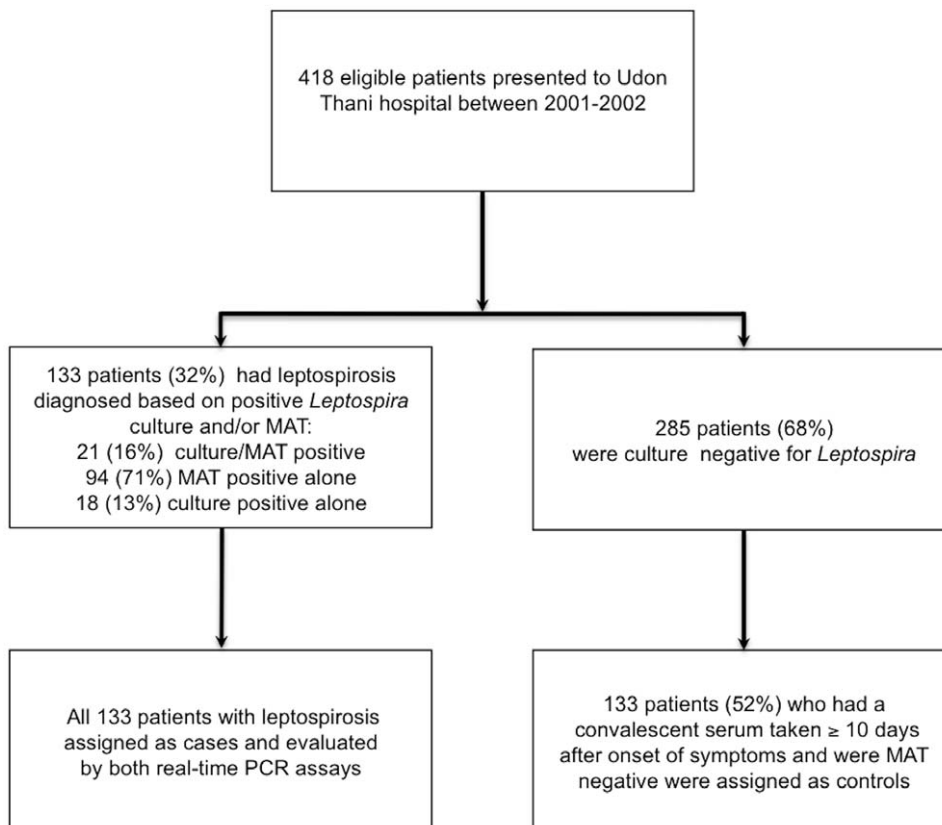 418 eligible patients presented to Udon
Thani hospital between 2001-2002
133 patients (32%) had leptospirosis
diagnosed based on positive Leptospira
culture and/or MAT:
21 (16%) culture/MAT positive
94 (71%) MAT positive alone
18 (13%) culture positive alone
285 patients (68%)
were culture negative for Leptospira
All 133 patients with leptospirosis
assigned as cases and evaluated
by both real-time PCR assays
133 patients (52%) who had a
convalescent serum taken ≥ 10 days
after onset of symptoms and were MAT
negative were assigned as controls